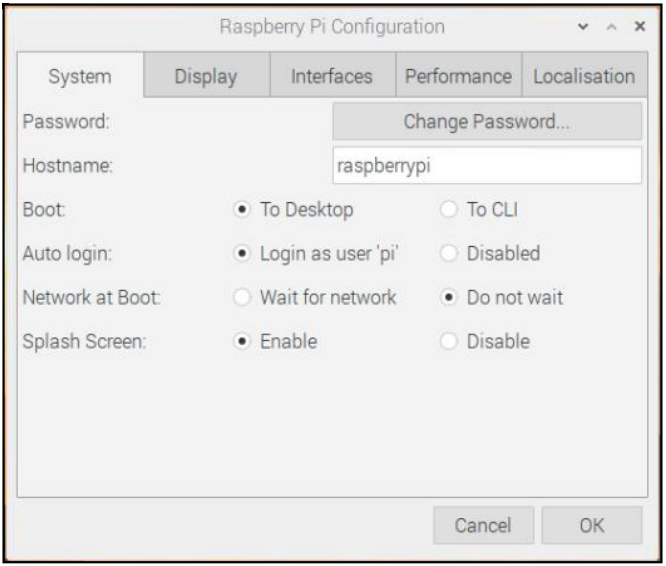 Raspberry Pi Configuration
System Display Interfaces Performance Localisation
Password: Change Password...
Hostname: raspberrypi
Boot: To Desktop To CLI
Auto login: Login as user 'pi' Disabled
Network at Boot: Wait for network Do not wait
Splash Screen: Enable Disable
Cancel OK